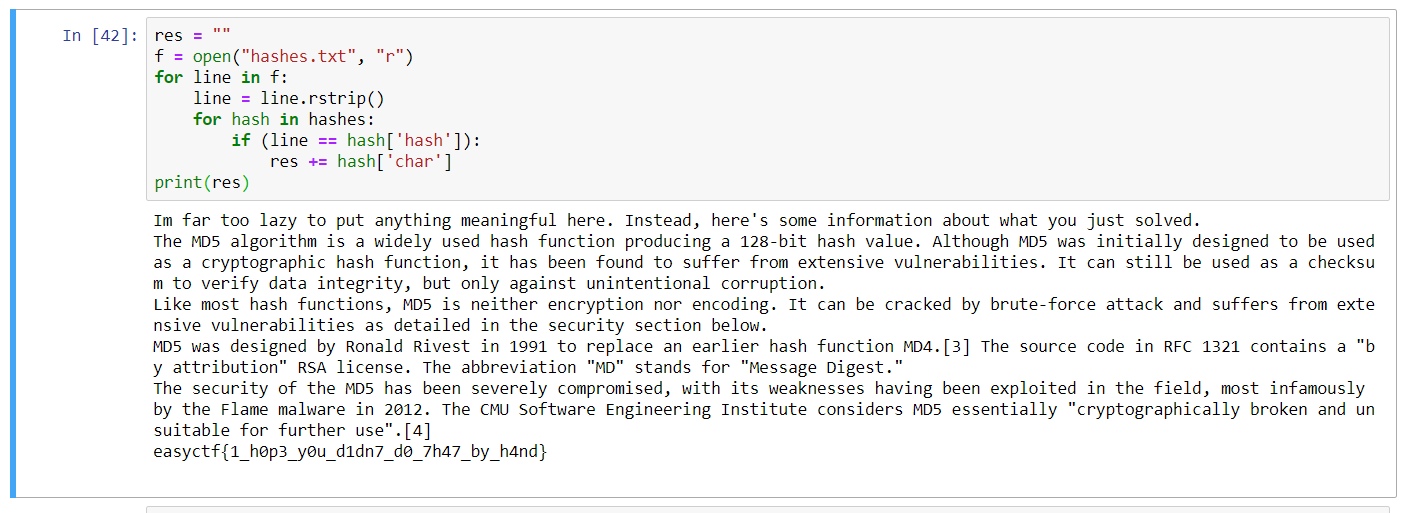 In [42]:
res = ""
f = open("hashes.txt", "r")
for line in f:
    line = line.rstrip()
    for hash in hashes:
        if (line == hash['hash']):
            res += hash['char']
print(res)
Im far too lazy to put anything meaningful here. Instead, here's some information about what you just solved.
The MD5 algorithm is a widely used hash function producing a 128-bit hash value. Although MD5 was initially designed to be used
as a cryptographic hash function, it has been found to suffer from extensive vulnerabilities. It can still be used as a checksu
m to verify data integrity, but only against unintentional corruption.
Like most hash functions, MD5 is neither encryption nor encoding. It can be cracked by brute-force attack and suffers from exte
nsive vulnerabilities as detailed in the security section below.
MD5 was designed by Ronald Rivest in 1991 to replace an earlier hash function MD4.[3] The source code in RFC 1321 contains a "b
y attribution" RSA license. The abbreviation "MD" stands for "Message Digest."
The security of the MD5 has been severely compromised, with its weaknesses having been exploited in the field, most infamously
by the Flame malware in 2012. The CMU Software Engineering Institute considers MD5 essentially "cryptographically broken and un
suitable for further use".[4]
easyctf{1_h0p3_y0u_d1dn7_d0_7h47_by_h4nd}